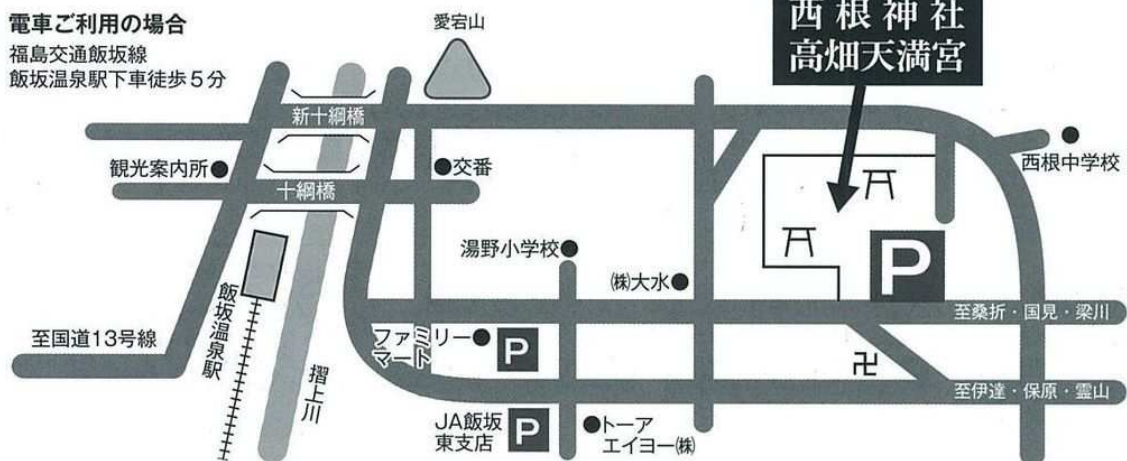 電車ご利用の場合
福島交通飯坂線
飯坂温泉駅下車徒歩5分
愛宕山
西根神社
高畑天満宮
新十綱橋
観光案内所
十綱橋
交番
西根中学校
湯野小学校
㈱大水
P
至桑折・国見・梁川
飯坂温泉駅
至国道13号線
摺上川
ファミリー
マート
P
卍
至伊達・保原・霊山
JA飯坂
東支店
P
トーア
エイヨー㈱